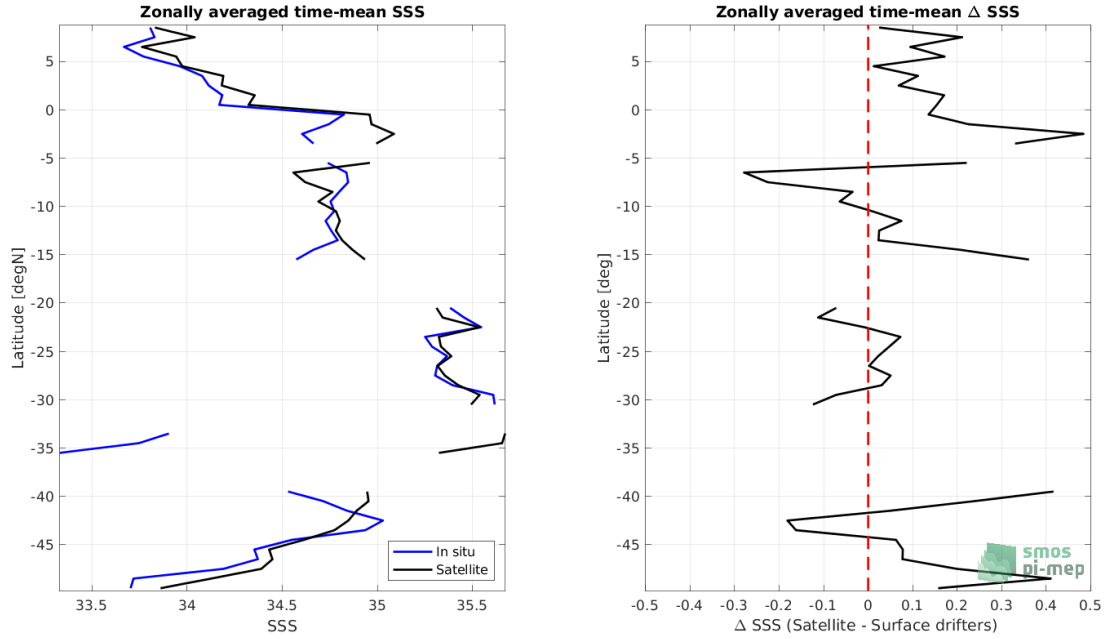 Zonally averaged time-mean SSS
5
0
-5
-10
-15
-20
-25
-30
-35
-40
-45
Latitude [degN]
33.5 34 34.5 35 35.5
SSS
In situ
Satellite
Zonally averaged time-mean Δ SSS
5
0
-5
-10
-15
-20
-25
-30
-35
-40
-45
Latitude [deg]
-0.5 -0.4 -0.3 -0.2 -0.1 0 0.1 0.2 0.3 0.4 0.5
Δ SSS (Satellite - Surface drifters)
smos
pi-mep